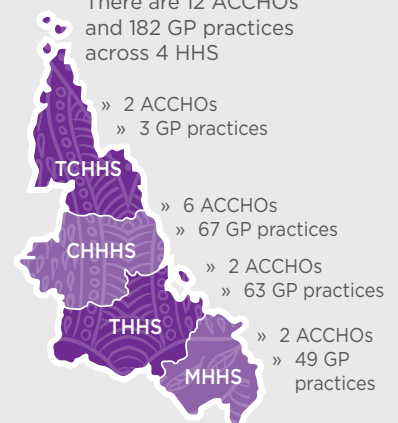 There are 12 ACCHOs
and 182 GP practices
across 4 HHS
» 2 ACCHOs
» 3 GP practices
TCHHS
» 6 ACCHOs
» 67 GP practices
CHHHS
» 2 ACCHOs
» 63 GP practices
THHS
» 2 ACCHOs
» 49 GP
practices
MHHS